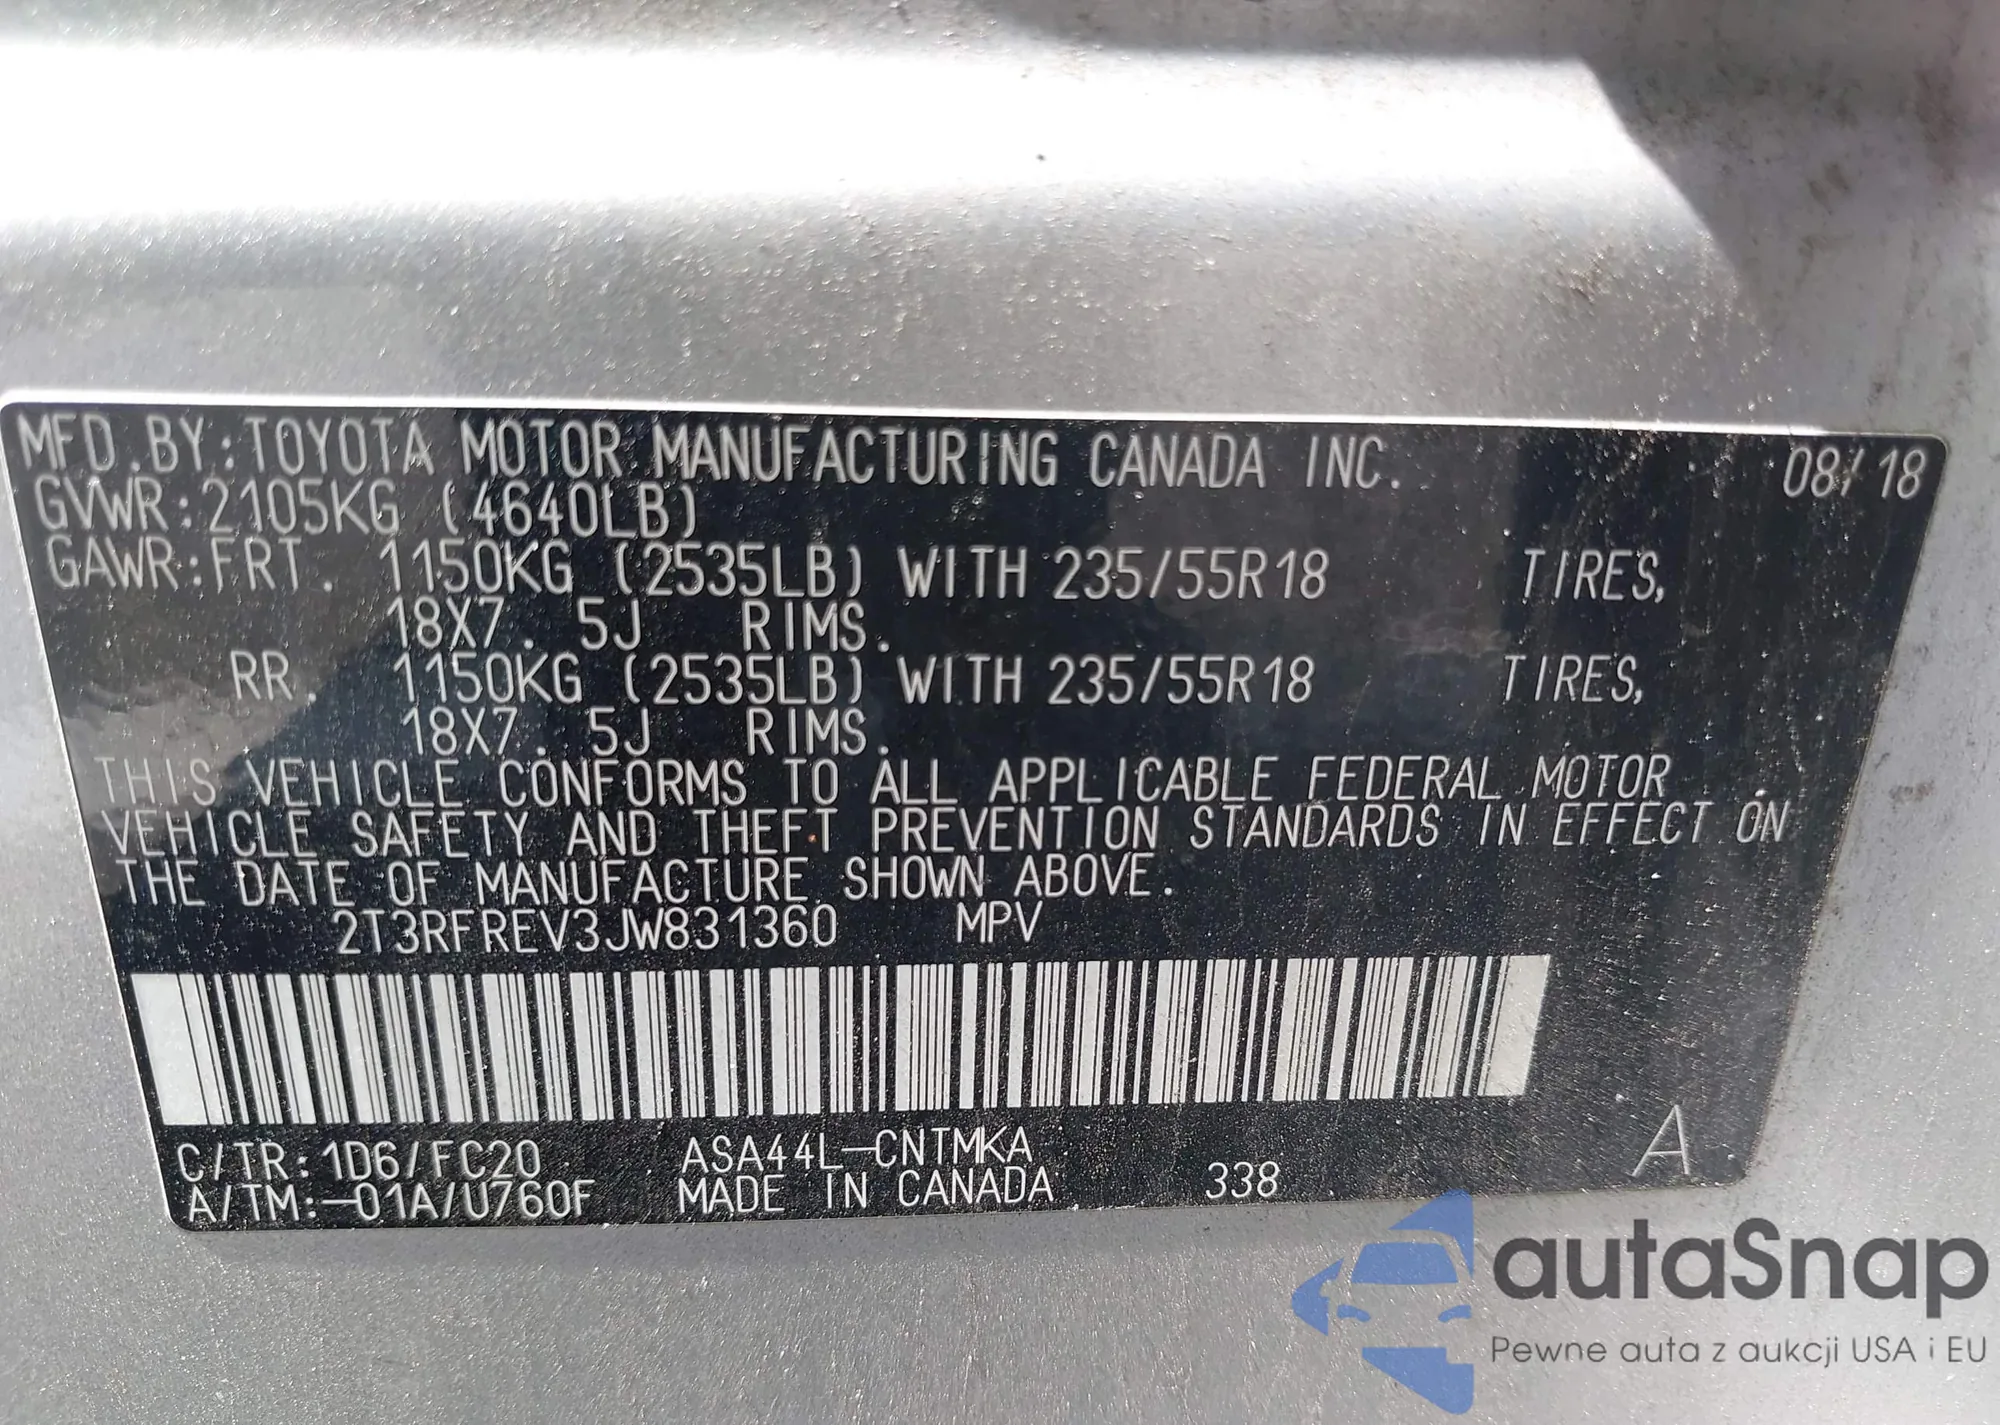 MFD.BY:TOYOTA MOTOR MANUFACTURING CANADA INC. 08/18
GVWR:2105KG (4640LB)
GAWR:FRT. 1150KG (2535LB) WITH 235/55R18 TIRES,
18X7.5J RIMS.
RR. 1150KG (2535LB) WITH 235/55R18 TIRES,
18X7.5J RIMS.
THIS VEHICLE CONFORMS TO ALL APPLICABLE FEDERAL MOTOR
VEHICLE SAFETY AND THEFT PREVENTION STANDARDS IN EFFECT ON
THE DATE OF MANUFACTURE SHOWN ABOVE.
2T3RFREV3JW831360 MPV
C/TR:1D6/FC20 ASA44L-CNTMKA
A/TM:-01A/U760F MADE IN CANADA 338 A
autoSnap
Pewne auta z aukcji USA i EU